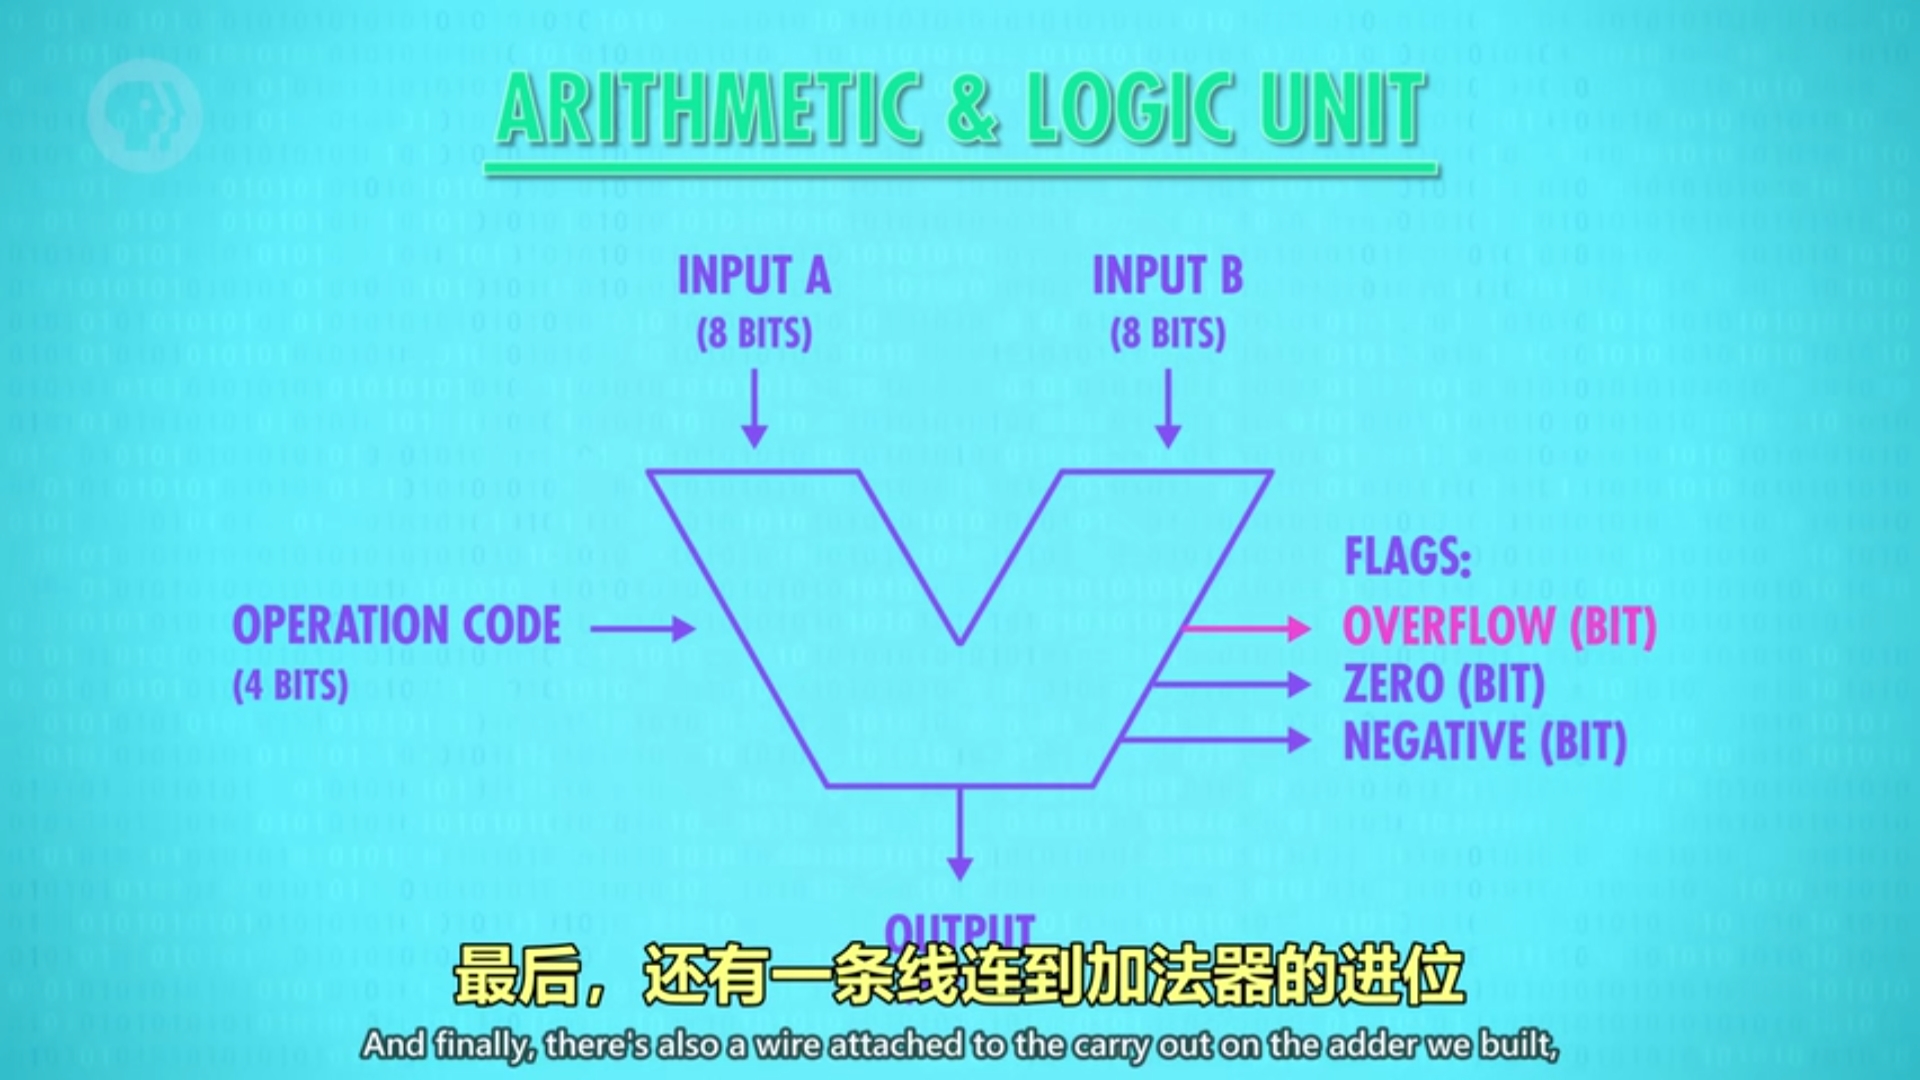 ARITHMETIC & LOGIC UNIT
INPUT A
(8 BITS)
INPUT B
(8 BITS)
OPERATION CODE
(4 BITS)
FLAGS:
OVERFLOW (BIT)
ZERO (BIT)
NEGATIVE (BIT)
OUTPUT
最后，还有一条线连到加法器的进位
And finally, there's also a wire attached to the carry out on the adder we built,